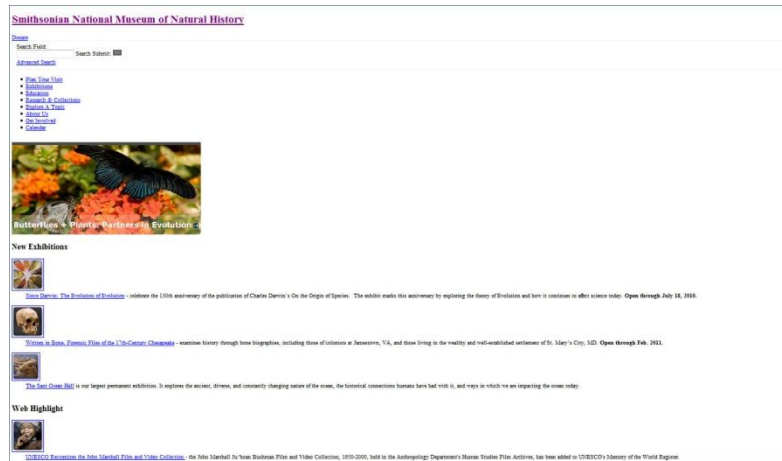 Smithsonian National Museum of Natural History
Donate
Search Field:
Search Submit:
Advanced Search
Plan Your Visit
Exhibitions
Education
Research & Collections
Explore A Topic
About Us
Get Involved
Calendar
Butterflies + Plants: Partners in Evolution
New Exhibitions
Since Darwin: The Evolution of Evolution - celebrate the 150th anniversary of the publication of Charles Darwin's On the Origin of Species. The exhibit marks this anniversary by exploring the theory of Evolution and how it continues to affect science today. Open through July 18, 2010.
Written in Bone, Forensic Files of the 17th-Century Chesapeake - examines history through bone biographies, including those of colonists at Jamestown, VA, and those living in the wealthy and well-established settlement of St. Mary's City, MD. Open through Feb. 2011.
The Sant Ocean Hall is our largest permanent exhibition. It explores the ancient, diverse, and constantly changing nature of the ocean, the historical connections humans have had with it, and ways in which we are impacting the ocean today.
Web Highlight
UNESCO Recognizes the John Marshall Film and Video Collection - the John Marshall Ju/'hoan Bushman Film and Video Collection, 1950-2000, held in the Anthropology Department's Human Studies Film Archives, has been added to UNESCO's Memory of the World Register.